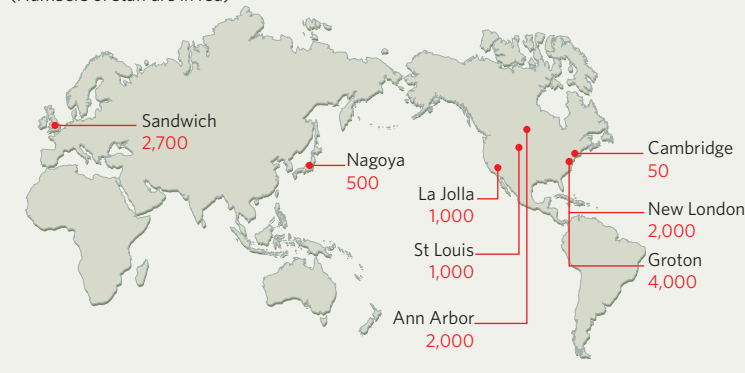 Sandwich
2,700
Nagoya
500
La Jolla
1,000
St Louis
1,000
Ann Arbor
2,000
Cambridge
50
New London
2,000
Groton
4,000